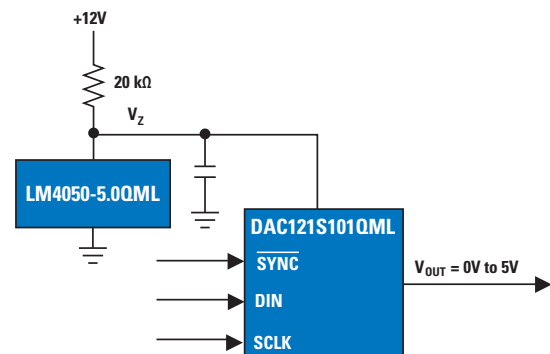 +12V
20 kΩ
VZ
LM4050-5.0QML
DAC121S101QML
SYNC
VOUT = 0V to 5V
DIN
SCLK